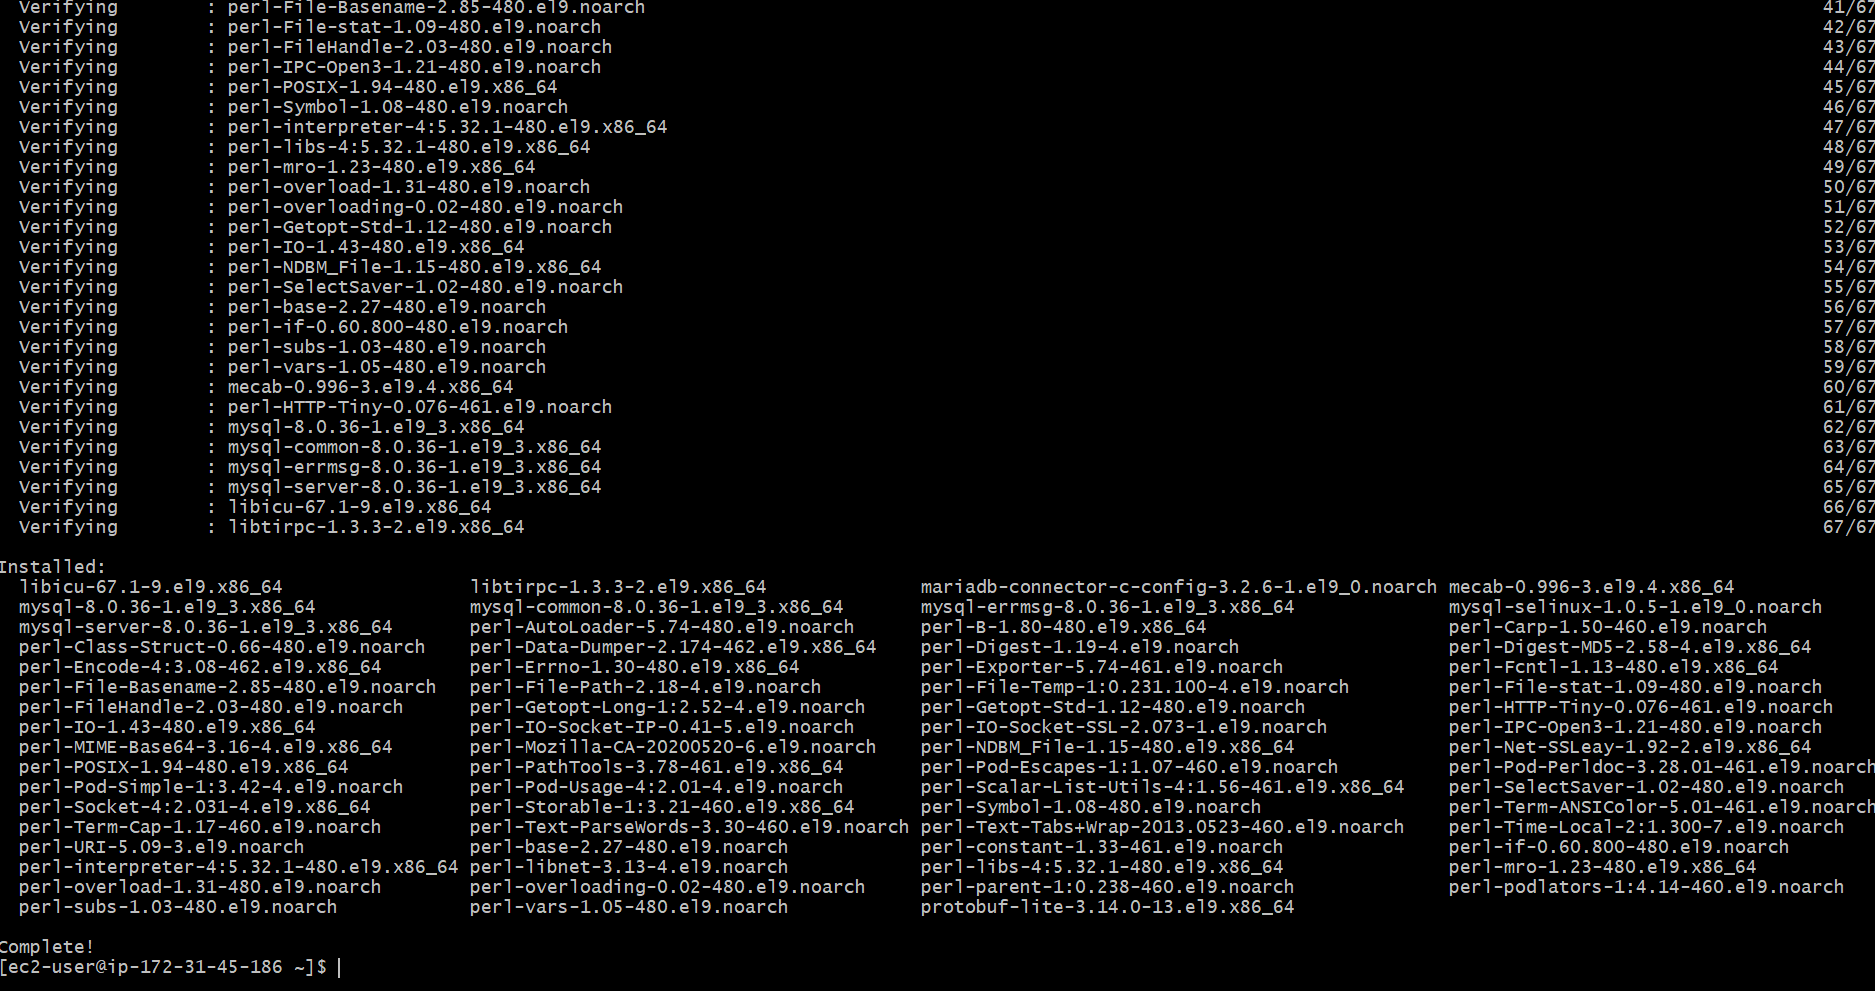 Verifying : perl-File-Basename-2.85-480.el9.noarch 41/67
Verifying : perl-File-stat-1.09-480.el9.noarch 42/67
Verifying : perl-FileHandle-2.03-480.el9.noarch 43/67
Verifying : perl-IPC-Open3-1.21-480.el9.noarch 44/67
Verifying : perl-POSIX-1.94-480.el9.x86_64 45/67
Verifying : perl-Symbol-1.08-480.el9.noarch 46/67
Verifying : perl-interpreter-4:5.32.1-480.el9.x86_64 47/67
Verifying : perl-libs-4:5.32.1-480.el9.x86_64 48/67
Verifying : perl-mro-1.23-480.el9.x86_64 49/67
Verifying : perl-overload-1.31-480.el9.noarch 50/67
Verifying : perl-overloading-0.02-480.el9.noarch 51/67
Verifying : perl-Getopt-Std-1.12-480.el9.noarch 52/67
Verifying : perl-IO-1.43-480.el9.x86_64 53/67
Verifying : perl-NDBM_File-1.15-480.el9.x86_64 54/67
Verifying : perl-SelectSaver-1.02-480.el9.noarch 55/67
Verifying : perl-base-2.27-480.el9.noarch 56/67
Verifying : perl-if-0.60.800-480.el9.noarch 57/67
Verifying : perl-subs-1.03-480.el9.noarch 58/67
Verifying : perl-vars-1.05-480.el9.noarch 59/67
Verifying : mecab-0.996-3.el9.4.x86_64 60/67
Verifying : perl-HTTP-Tiny-0.076-461.el9.noarch 61/67
Verifying : mysql-8.0.36-1.el9_3.x86_64 62/67
Verifying : mysql-common-8.0.36-1.el9_3.x86_64 63/67
Verifying : mysql-errmsg-8.0.36-1.el9_3.x86_64 64/67
Verifying : mysql-server-8.0.36-1.el9_3.x86_64 65/67
Verifying : libicu-67.1-9.el9.x86_64 66/67
Verifying : libtirpc-1.3.3-2.el9.x86_64 67/67
Installed:
libicu-67.1-9.el9.x86_64 libtirpc-1.3.3-2.el9.x86_64 mariadb-connector-c-config-3.2.6-1.el9_0.noarch mecab-0.996-3.el9.4.x86_64
mysql-8.0.36-1.el9_3.x86_64 mysql-common-8.0.36-1.el9_3.x86_64 mysql-errmsg-8.0.36-1.el9_3.x86_64 mysql-selinux-1.0.5-1.el9_0.noarch
mysql-server-8.0.36-1.el9_3.x86_64 perl-AutoLoader-5.74-480.el9.noarch perl-B-1.80-480.el9.x86_64 perl-Carp-1.50-460.el9.noarch
perl-Class-Struct-0.66-480.el9.noarch perl-Data-Dumper-2.174-462.el9.x86_64 perl-Digest-1.19-4.el9.noarch perl-Digest-MD5-2.58-4.el9.x86_64
perl-Encode-4:3.08-462.el9.x86_64 perl-Errno-1.30-480.el9.x86_64 perl-Exporter-5.74-461.el9.noarch perl-Fcntl-1.13-480.el9.x86_64
perl-File-Basename-2.85-480.el9.noarch perl-File-Path-2.18-4.el9.noarch perl-File-Temp-1:0.231.100-4.el9.noarch perl-File-stat-1.09-480.el9.noarch
perl-FileHandle-2.03-480.el9.noarch perl-Getopt-Long-1:2.52-4.el9.noarch perl-Getopt-Std-1.12-480.el9.noarch perl-HTTP-Tiny-0.076-461.el9.noarch
perl-IO-1.43-480.el9.x86_64 perl-IO-Socket-IP-0.41-5.el9.noarch perl-IO-Socket-SSL-2.073-1.el9.noarch perl-IPC-Open3-1.21-480.el9.noarch
perl-MIME-Base64-3.16-4.el9.x86_64 perl-Mozilla-CA-20200520-6.el9.noarch perl-NDBM_File-1.15-480.el9.x86_64 perl-Net-SSLeay-1.92-2.el9.x86_64
perl-POSIX-1.94-480.el9.x86_64 perl-PathTools-3.78-461.el9.x86_64 perl-Pod-Escapes-1:1.07-460.el9.noarch perl-Pod-Perldoc-3.28.01-461.el9.noarch
perl-Pod-Simple-1:3.42-4.el9.noarch perl-Pod-Usage-4:2.01-4.el9.noarch perl-Scalar-List-Utils-4:1.56-461.el9.x86_64 perl-SelectSaver-1.02-480.el9.noarch
perl-Socket-4:2.031-4.el9.x86_64 perl-Storable-1:3.21-460.el9.x86_64 perl-Symbol-1.08-480.el9.noarch perl-Term-ANSIColor-5.01-461.el9.noarch
perl-Term-Cap-1.17-460.el9.noarch perl-Text-ParseWords-3.30-460.el9.noarch perl-Text-Tabs+Wrap-2013.0523-460.el9.noarch perl-Time-Local-2:1.300-7.el9.noarch
perl-URI-5.09-3.el9.noarch perl-base-2.27-480.el9.noarch perl-constant-1.33-461.el9.noarch perl-if-0.60.800-480.el9.noarch
perl-interpreter-4:5.32.1-480.el9.x86_64 perl-libnet-3.13-4.el9.noarch perl-libs-4:5.32.1-480.el9.x86_64 perl-mro-1.23-480.el9.x86_64
perl-overload-1.31-480.el9.noarch perl-overloading-0.02-480.el9.noarch perl-parent-1:0.238-460.el9.noarch perl-podlators-1:4.14-460.el9.noarch
perl-subs-1.03-480.el9.noarch perl-vars-1.05-480.el9.noarch protobuf-lite-3.14.0-13.el9.x86_64
Complete!
[ec2-user@ip-172-31-45-186 ~]$